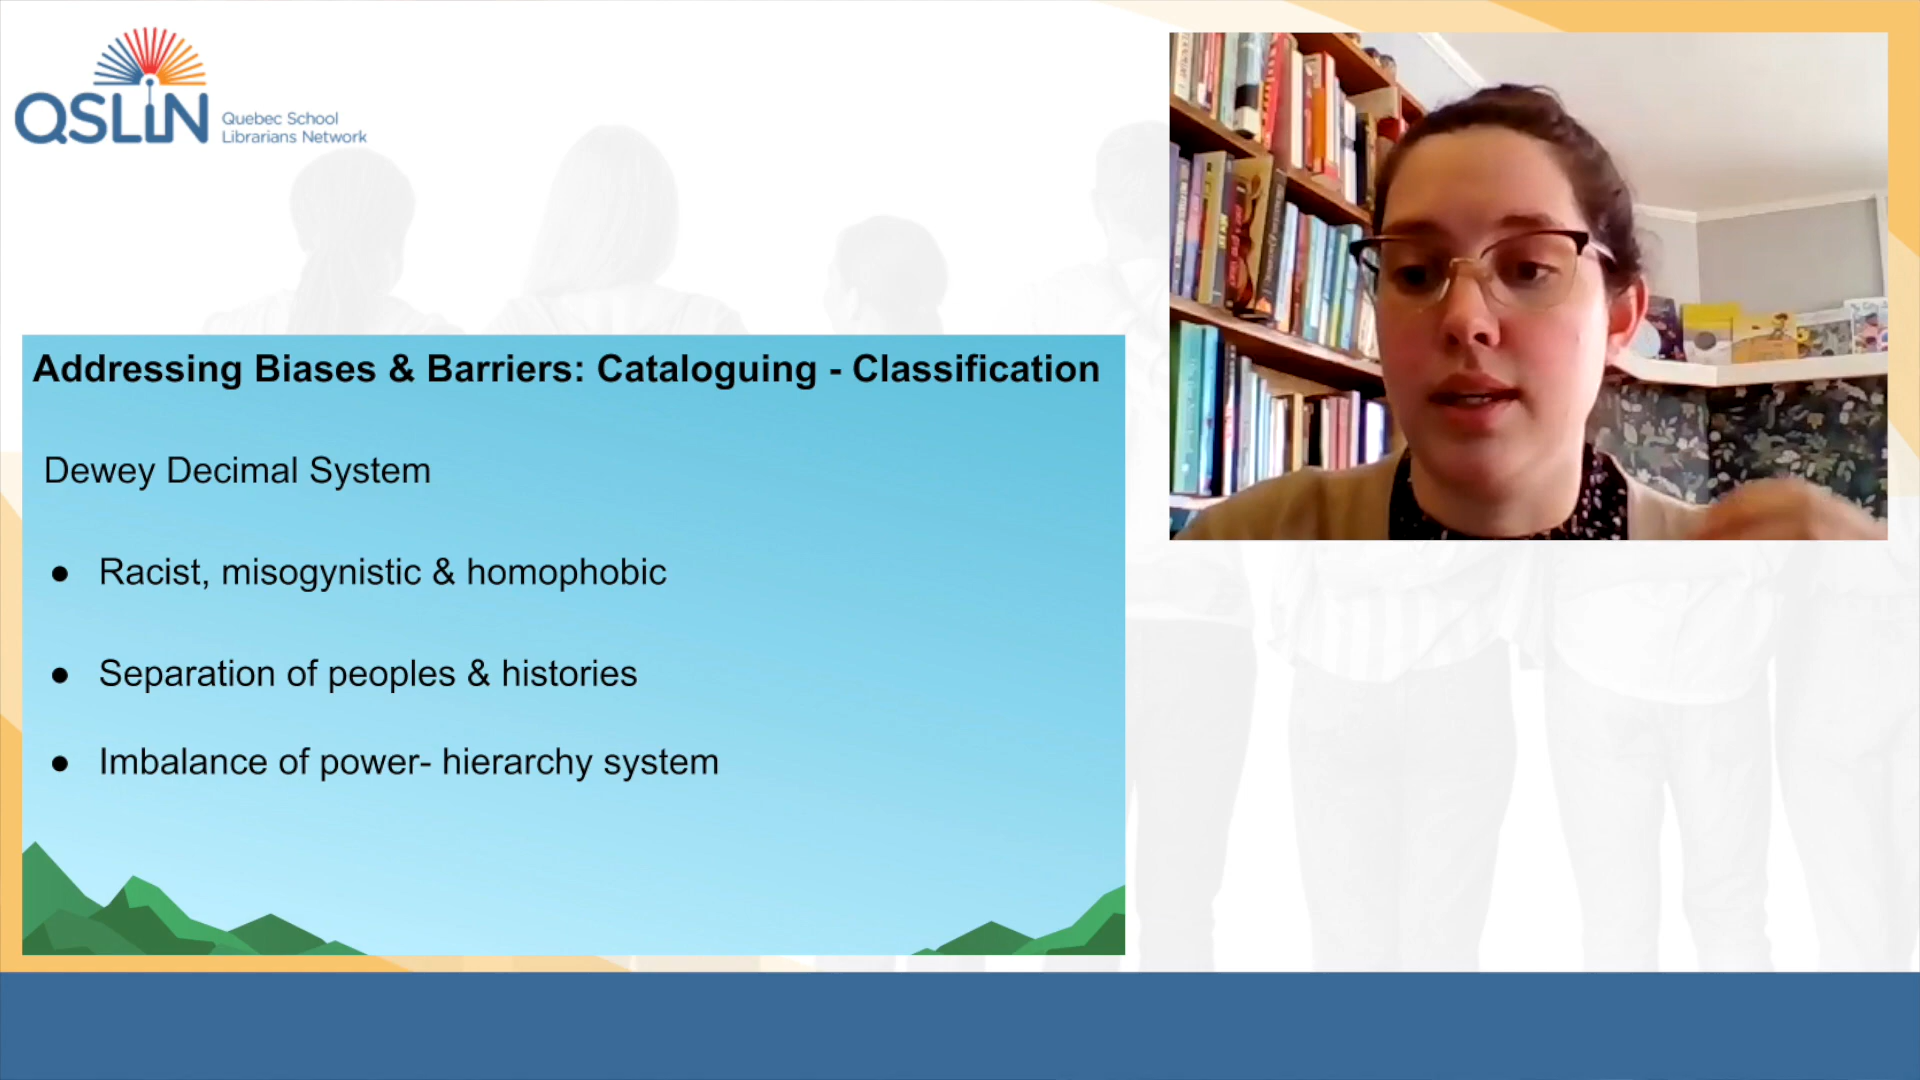 QSLiN
Quebec School
Librarians Network
Addressing Biases & Barriers: Cataloguing - Classification
Dewey Decimal System
● Racist, misogynistic & homophobic
● Separation of peoples & histories
● Imbalance of power- hierarchy system